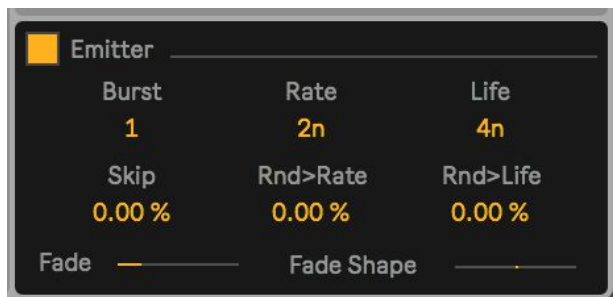 Emitter
Burst Rate Life
1 2n 4n
Skip Rnd>Rate Rnd>Life
0.00 % 0.00 % 0.00 %
Fade Fade Shape